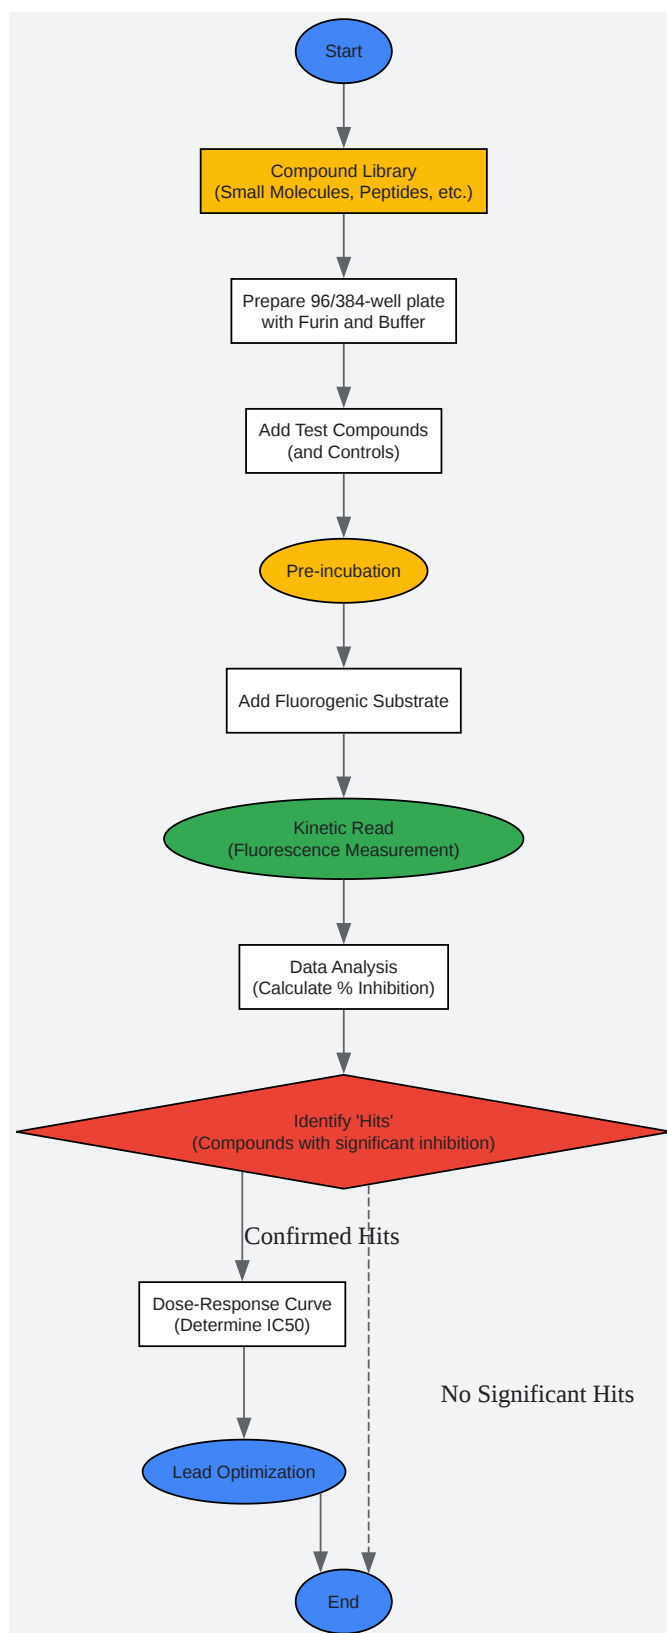 Start
Compound Library
(Small Molecules, Peptides, etc.)
Prepare 96/384-well plate
with Furin and Buffer
Add Test Compounds
(and Controls)
Pre-incubation
Add Fluorogenic Substrate
Kinetic Read
(Fluorescence Measurement)
Data Analysis
(Calculate % Inhibition)
Identify 'Hits'
(Compounds with significant inhibition)
Confirmed Hits
Dose-Response Curve
(Determine IC50)
No Significant Hits
Lead Optimization
End